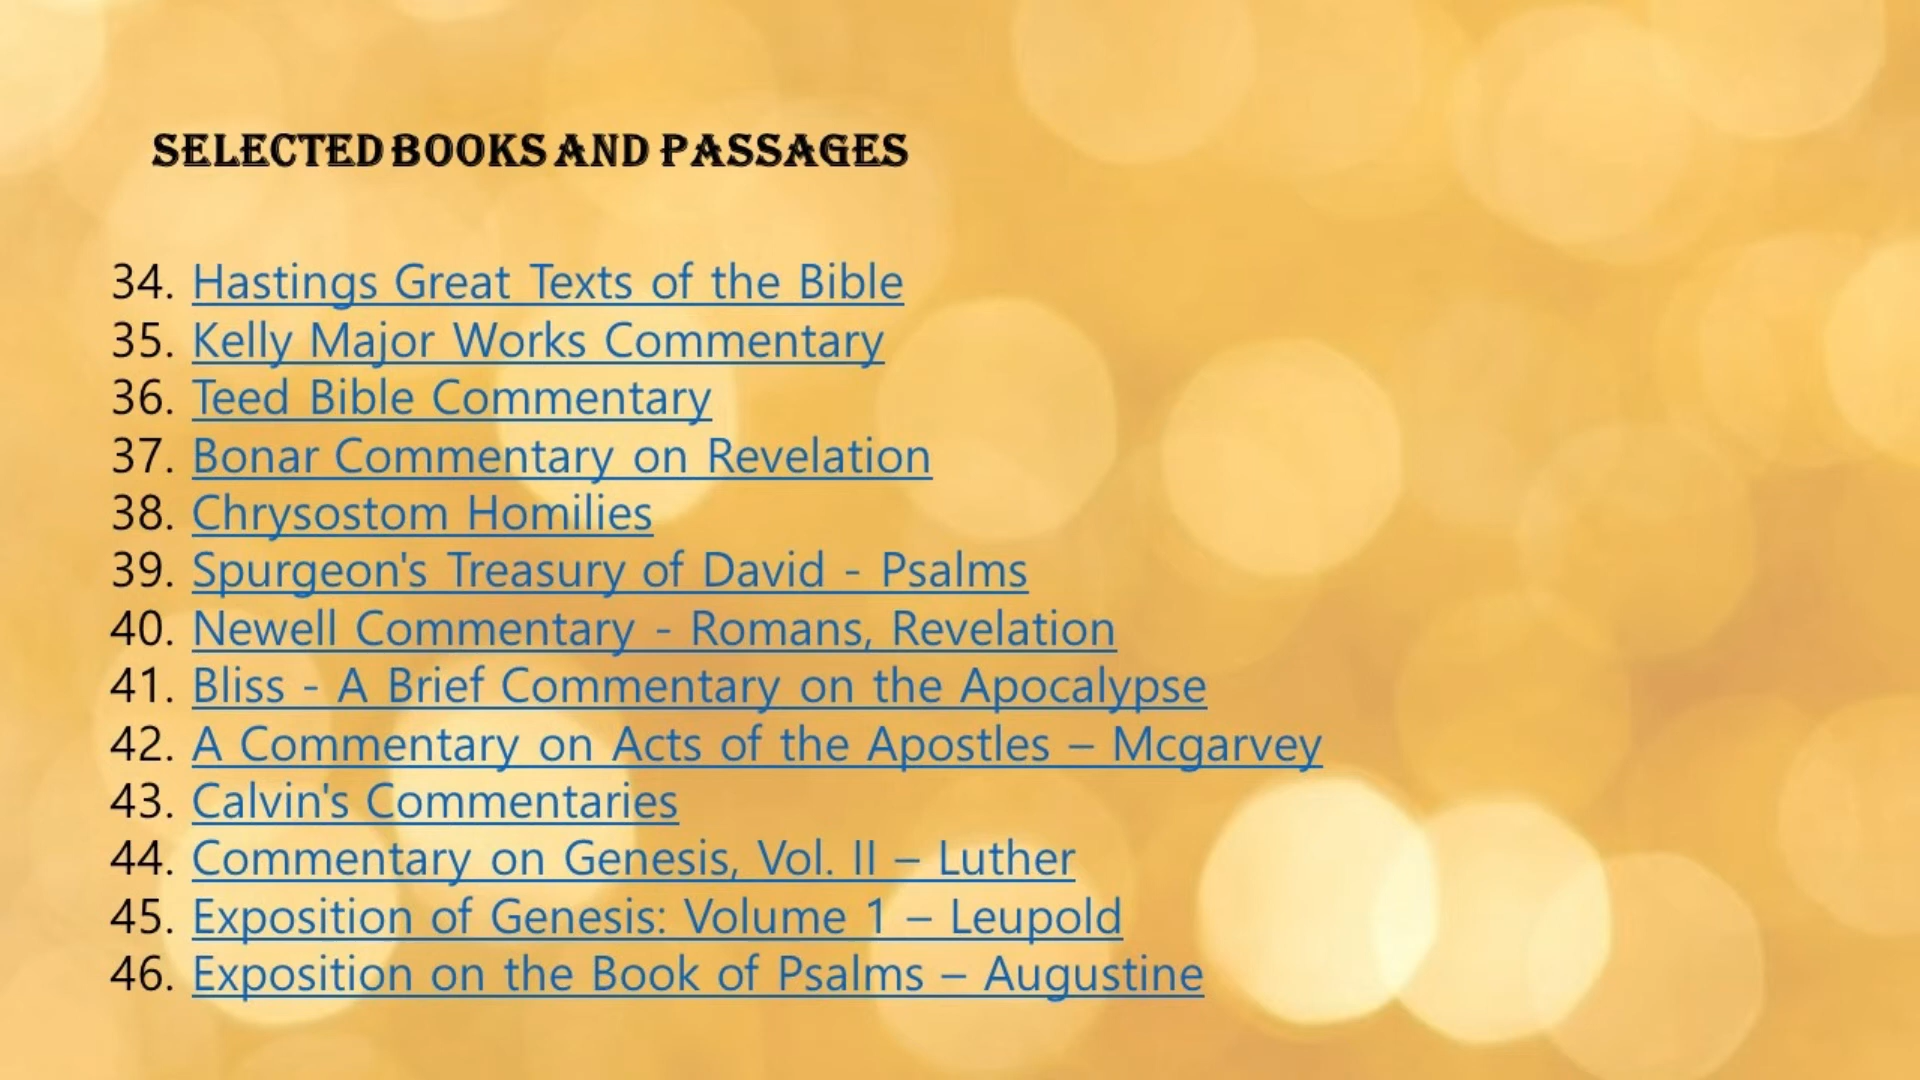 SELECTED BOOKS AND PASSAGES
34. Hastings Great Texts of the Bible
35. Kelly Major Works Commentary
36. Teed Bible Commentary
37. Bonar Commentary on Revelation
38. Chrysostom Homilies
39. Spurgeon's Treasury of David - Psalms
40. Newell Commentary - Romans, Revelation
41. Bliss - A Brief Commentary on the Apocalypse
42. A Commentary on Acts of the Apostles – Mcgarvey
43. Calvin's Commentaries
44. Commentary on Genesis, Vol. II – Luther
45. Exposition of Genesis: Volume 1 – Leupold
46. Exposition on the Book of Psalms – Augustine